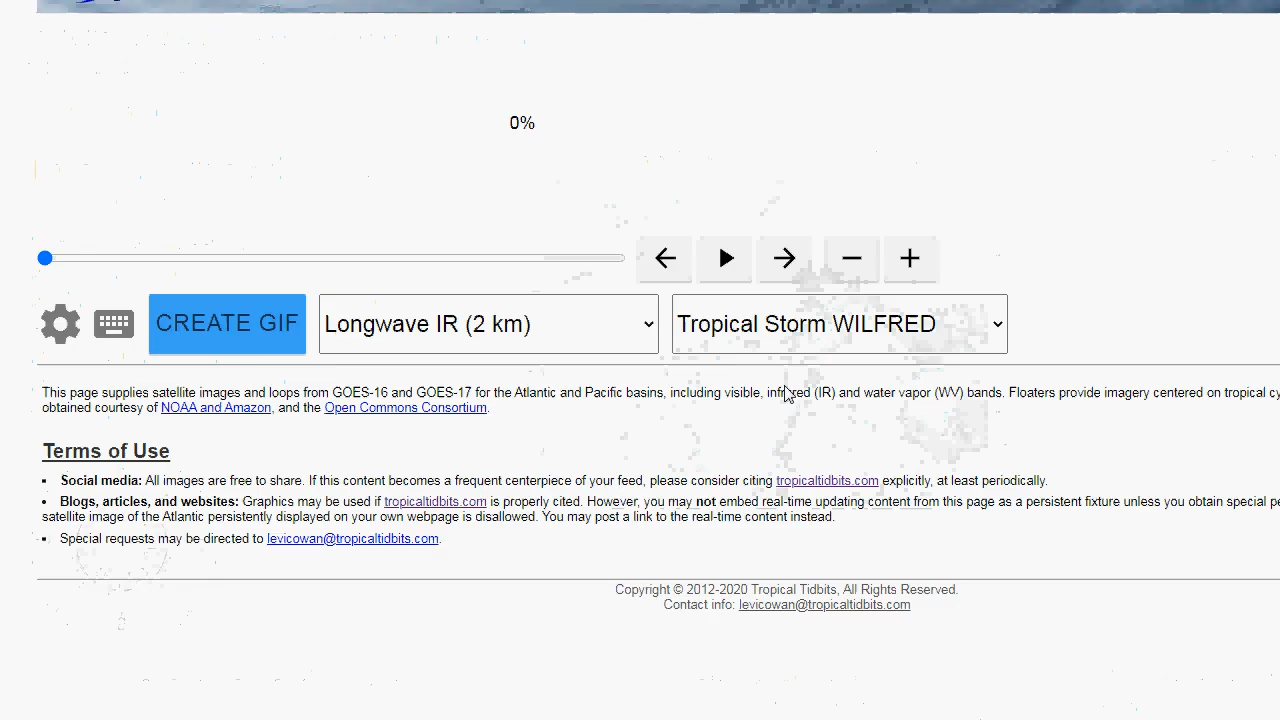 0%
CREATE GIF Longwave IR (2 km) Tropical Storm WILFRED
This page supplies satellite images and loops from GOES-16 and GOES-17 for the Atlantic and Pacific basins, including visible, infrared (IR) and water vapor (WV) bands. Floaters provide imagery centered on tropical cy
obtained courtesy of NOAA and Amazon, and the Open Commons Consortium.
Terms of Use
Social media: All images are free to share. If this content becomes a frequent centerpiece of your feed, please consider citing tropicaltidbits.com explicitly, at least periodically.
Blogs, articles, and websites: Graphics may be used if tropicaltidbits.com is properly cited. However, you may not embed real-time updating content from this page as a persistent fixture unless you obtain special pe
satellite image of the Atlantic persistently displayed on your own webpage is disallowed. You may post a link to the real-time content instead.
Special requests may be directed to levicowan@tropicaltidbits.com.
Copyright © 2012-2020 Tropical Tidbits, All Rights Reserved.
Contact info: levicowan@tropicaltidbits.com